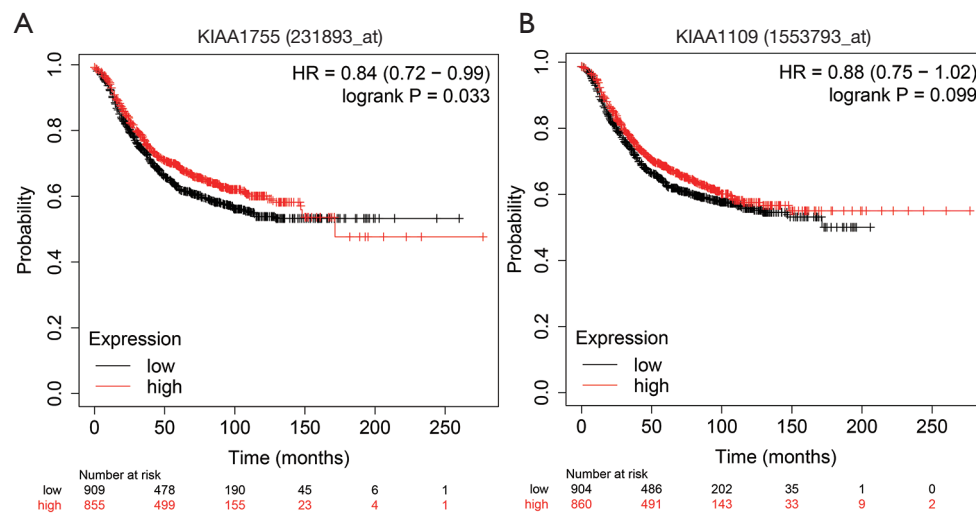 A
KIAA1755 (231893_at)
HR = 0.84 (0.72 − 0.99)
logrank P = 0.033
Probability
1.0
0.8
0.6
0.4
0.2
0.0
Expression
low
high
0 50 100 150 200 250
Time (months)
Number at risk
low 909 478 190 45 6 1
high 855 499 155 23 4 1
B
KIAA1109 (1553793_at)
HR = 0.88 (0.75 − 1.02)
logrank P = 0.099
Probability
1.0
0.8
0.6
0.4
0.2
0.0
Expression
low
high
0 50 100 150 200 250
Time (months)
Number at risk
low 904 486 202 35 1 0
high 860 491 143 33 9 2